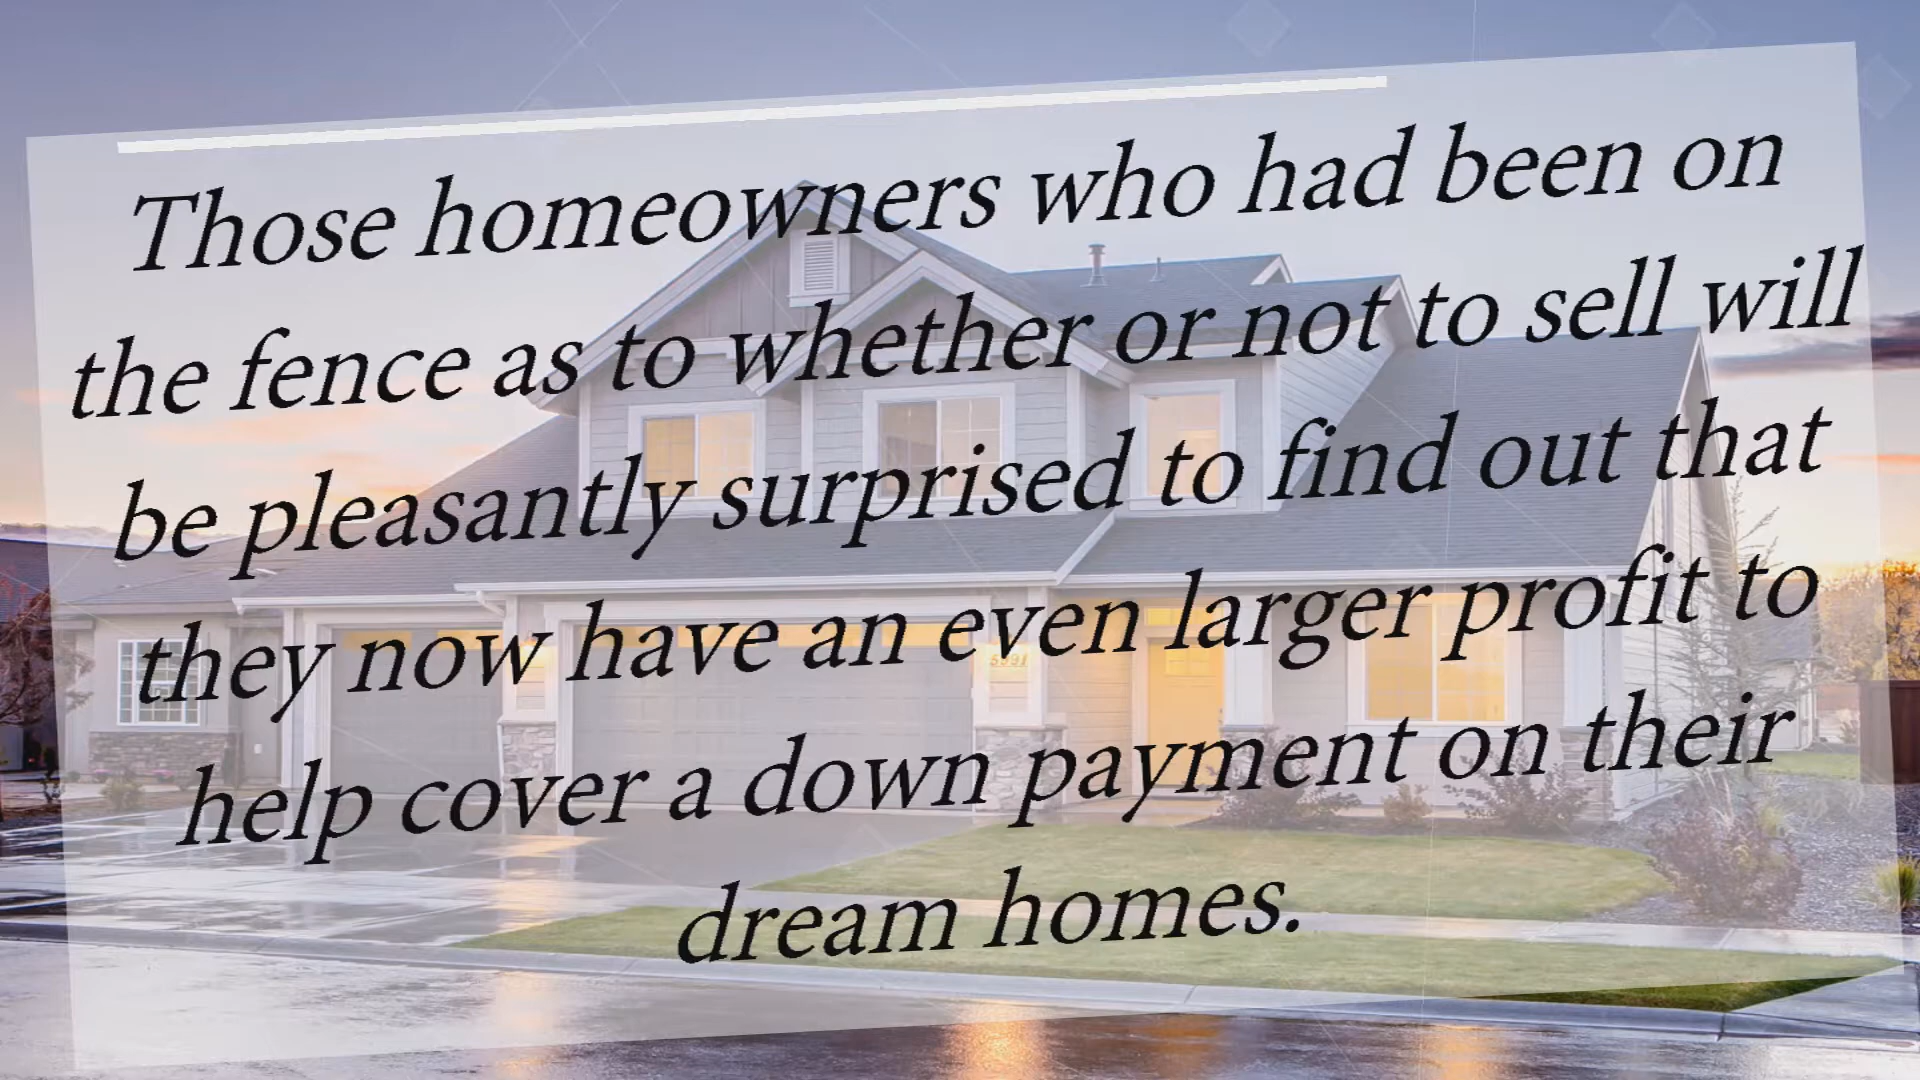 Those homeowners who had been on
the fence as to whether or not to sell will
be pleasantly surprised to find out that
they now have an even larger profit to
help cover a down payment on their
dream homes.
5991